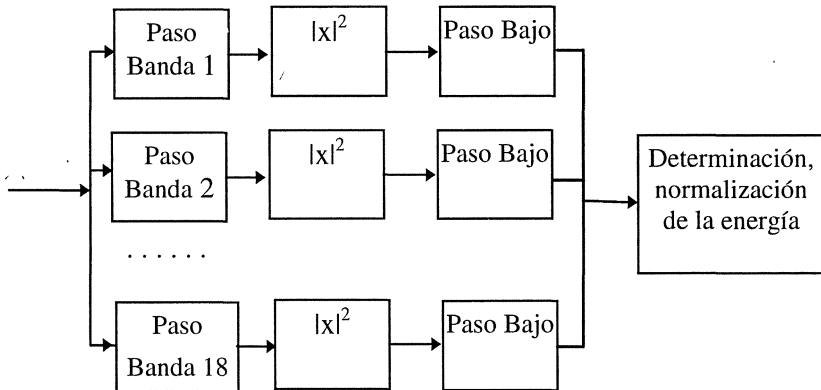 Paso
Banda 1
|x|²
Paso Bajo
Paso
Banda 2
|x|²
Paso Bajo
Determinación,
normalización
de la energía
. . . . . .
Paso
Banda 18
|x|²
Paso Bajo